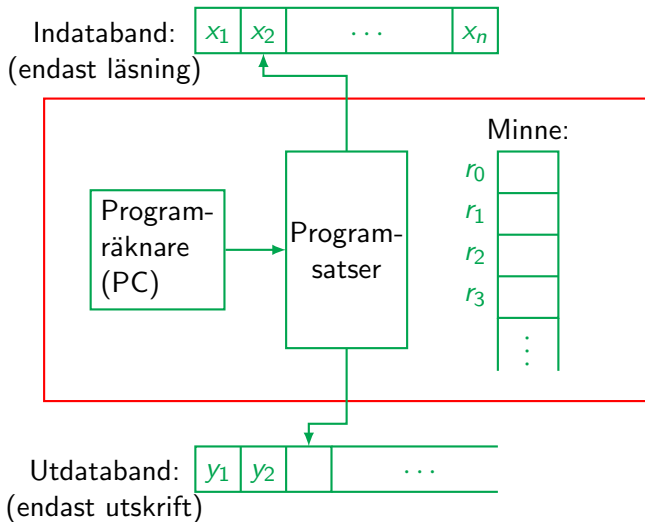 Indataband: x₁ x₂ ⋯ xₙ
(endast läsning)
Minne:
r₀
r₁
r₂
r₃
⋮
Program-
räknare
(PC)
Program-
satser
Utdataband: y₁ y₂ ⋯
(endast utskrift)